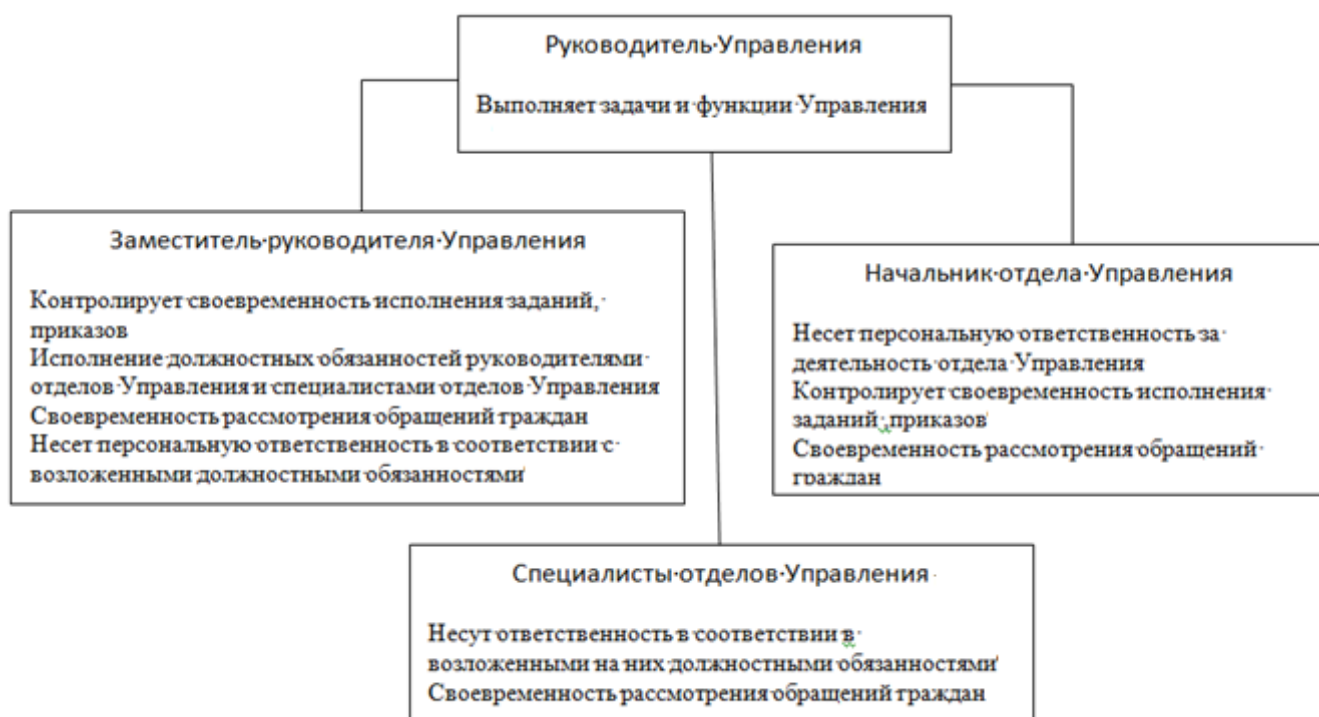 Руководитель·Управления
Выполняет задачи и функции Управления
Заместитель·руководителя·Управления
Контролирует своевременность исполнения заданий,
приказов
Исполнение должностных обязанностей руководителями
отделов Управления и специалистами отделов Управления
Своевременность рассмотрения обращений граждан
Несет персональную ответственность в соответствии с
возложенными должностными обязанностями
Начальник·отдела·Управления
Несет персональную ответственность за
деятельность отдела Управления
Контролирует своевременность исполнения
заданий ,приказов
Своевременность рассмотрения обращений
граждан
Специалисты·отделов·Управления
Несут ответственность в соответствии в
возложенными на них должностными обязанностями
Своевременность рассмотрения обращений граждан